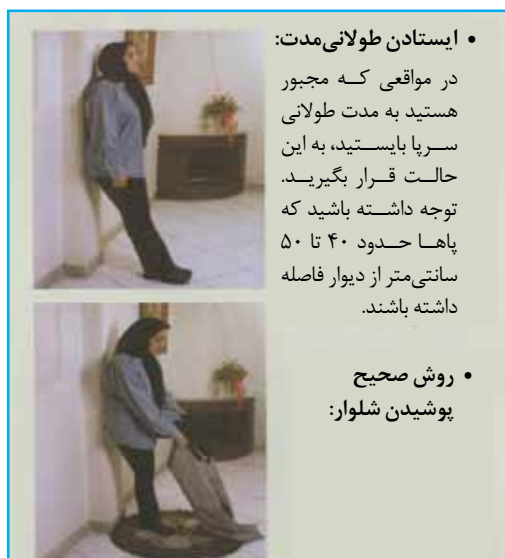 • ایستادن طولانی‌مدت:
در مواقعی که مجبور
هستید به مدت طولانی
سرپا بایستید، به این
حالت قرار بگیرید.
توجه داشته باشید که
پاها حدود ۴۰ تا ۵۰
سانتی‌متر از دیوار فاصله
داشته باشند.
• روش صحیح
پوشیدن شلوار: